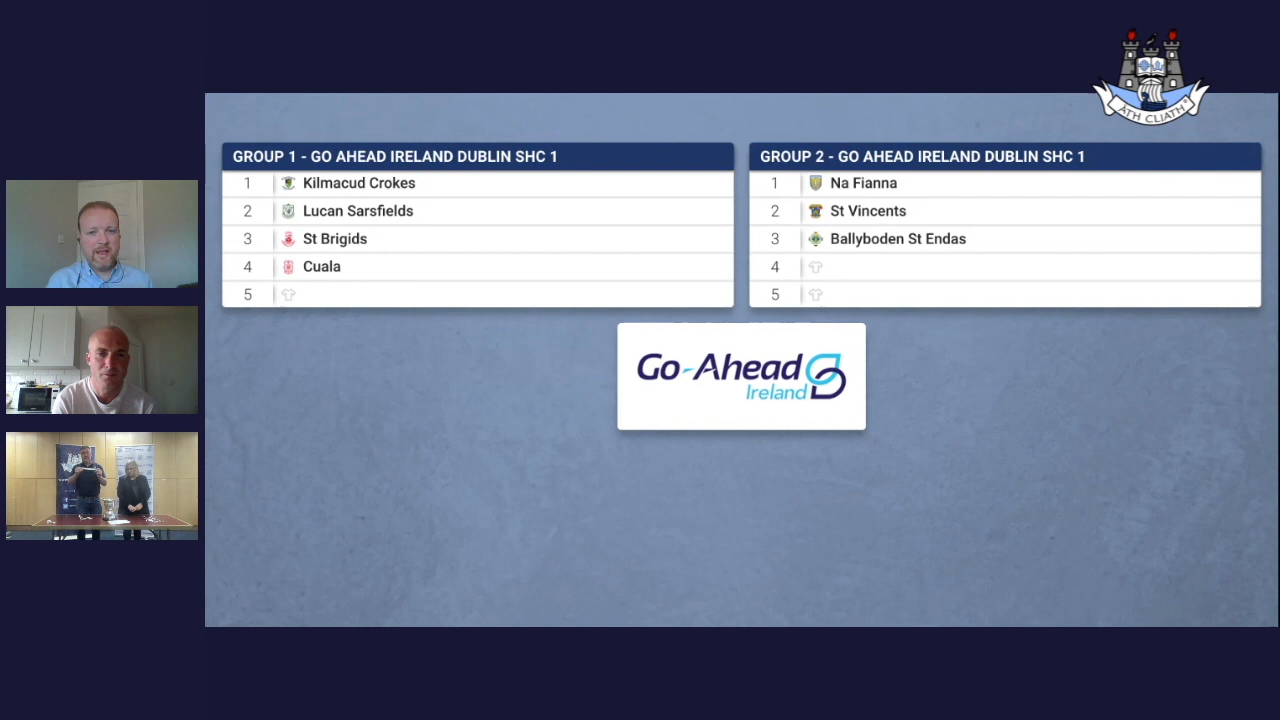 ÁTH CLIATH
GROUP 1 - GO AHEAD IRELAND DUBLIN SHC 1
1 Kilmacud Crokes
2 Lucan Sarsfields
3 St Brigids
4 Cuala
5
GROUP 2 - GO AHEAD IRELAND DUBLIN SHC 1
1 Na Fianna
2 St Vincents
3 Ballyboden St Endas
4
5
Go-Ahead
Ireland